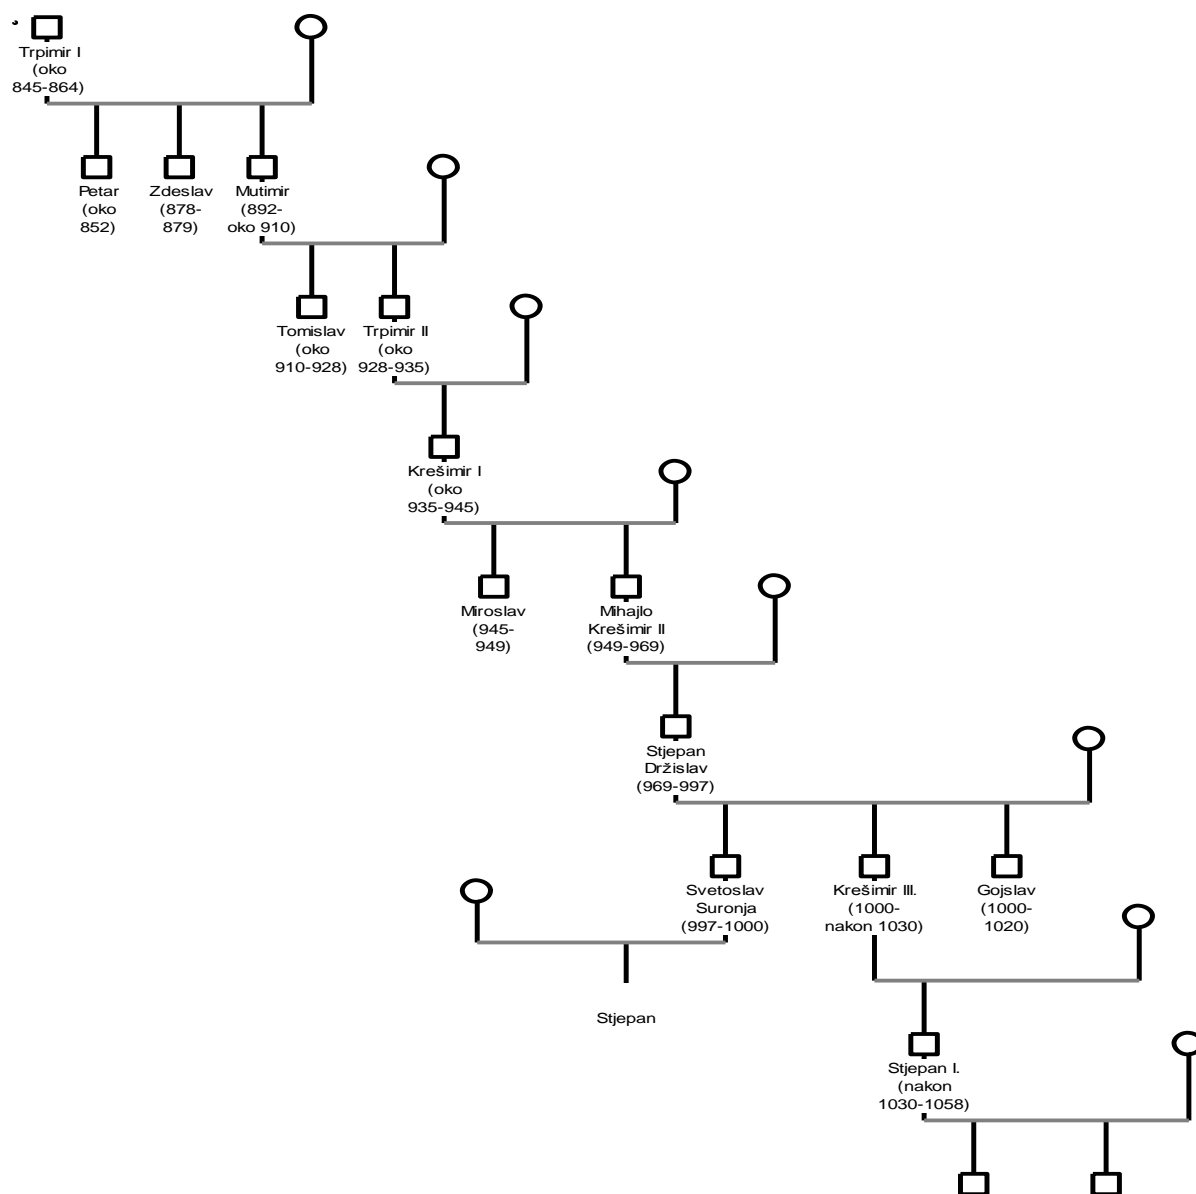 Trpimir I
(oko
845-864)
Petar
(oko
852)
Zdeslav
(878-
879)
Mutimir
(892-
oko 910)
Tomislav
(oko
910-928)
Trpimir II
(oko
928-935)
Krešimir I
(oko
935-945)
Miroslav
(945-
949)
Mihajlo
Krešimir II
(949-969)
Stjepan
Držislav
(969-997)
Svetoslav
Suronja
(997-1000)
Krešimir III.
(1000-
nakon 1030)
Gojslav
(1000-
1020)
Stjepan
Stjepan I.
(nakon
1030-1058)